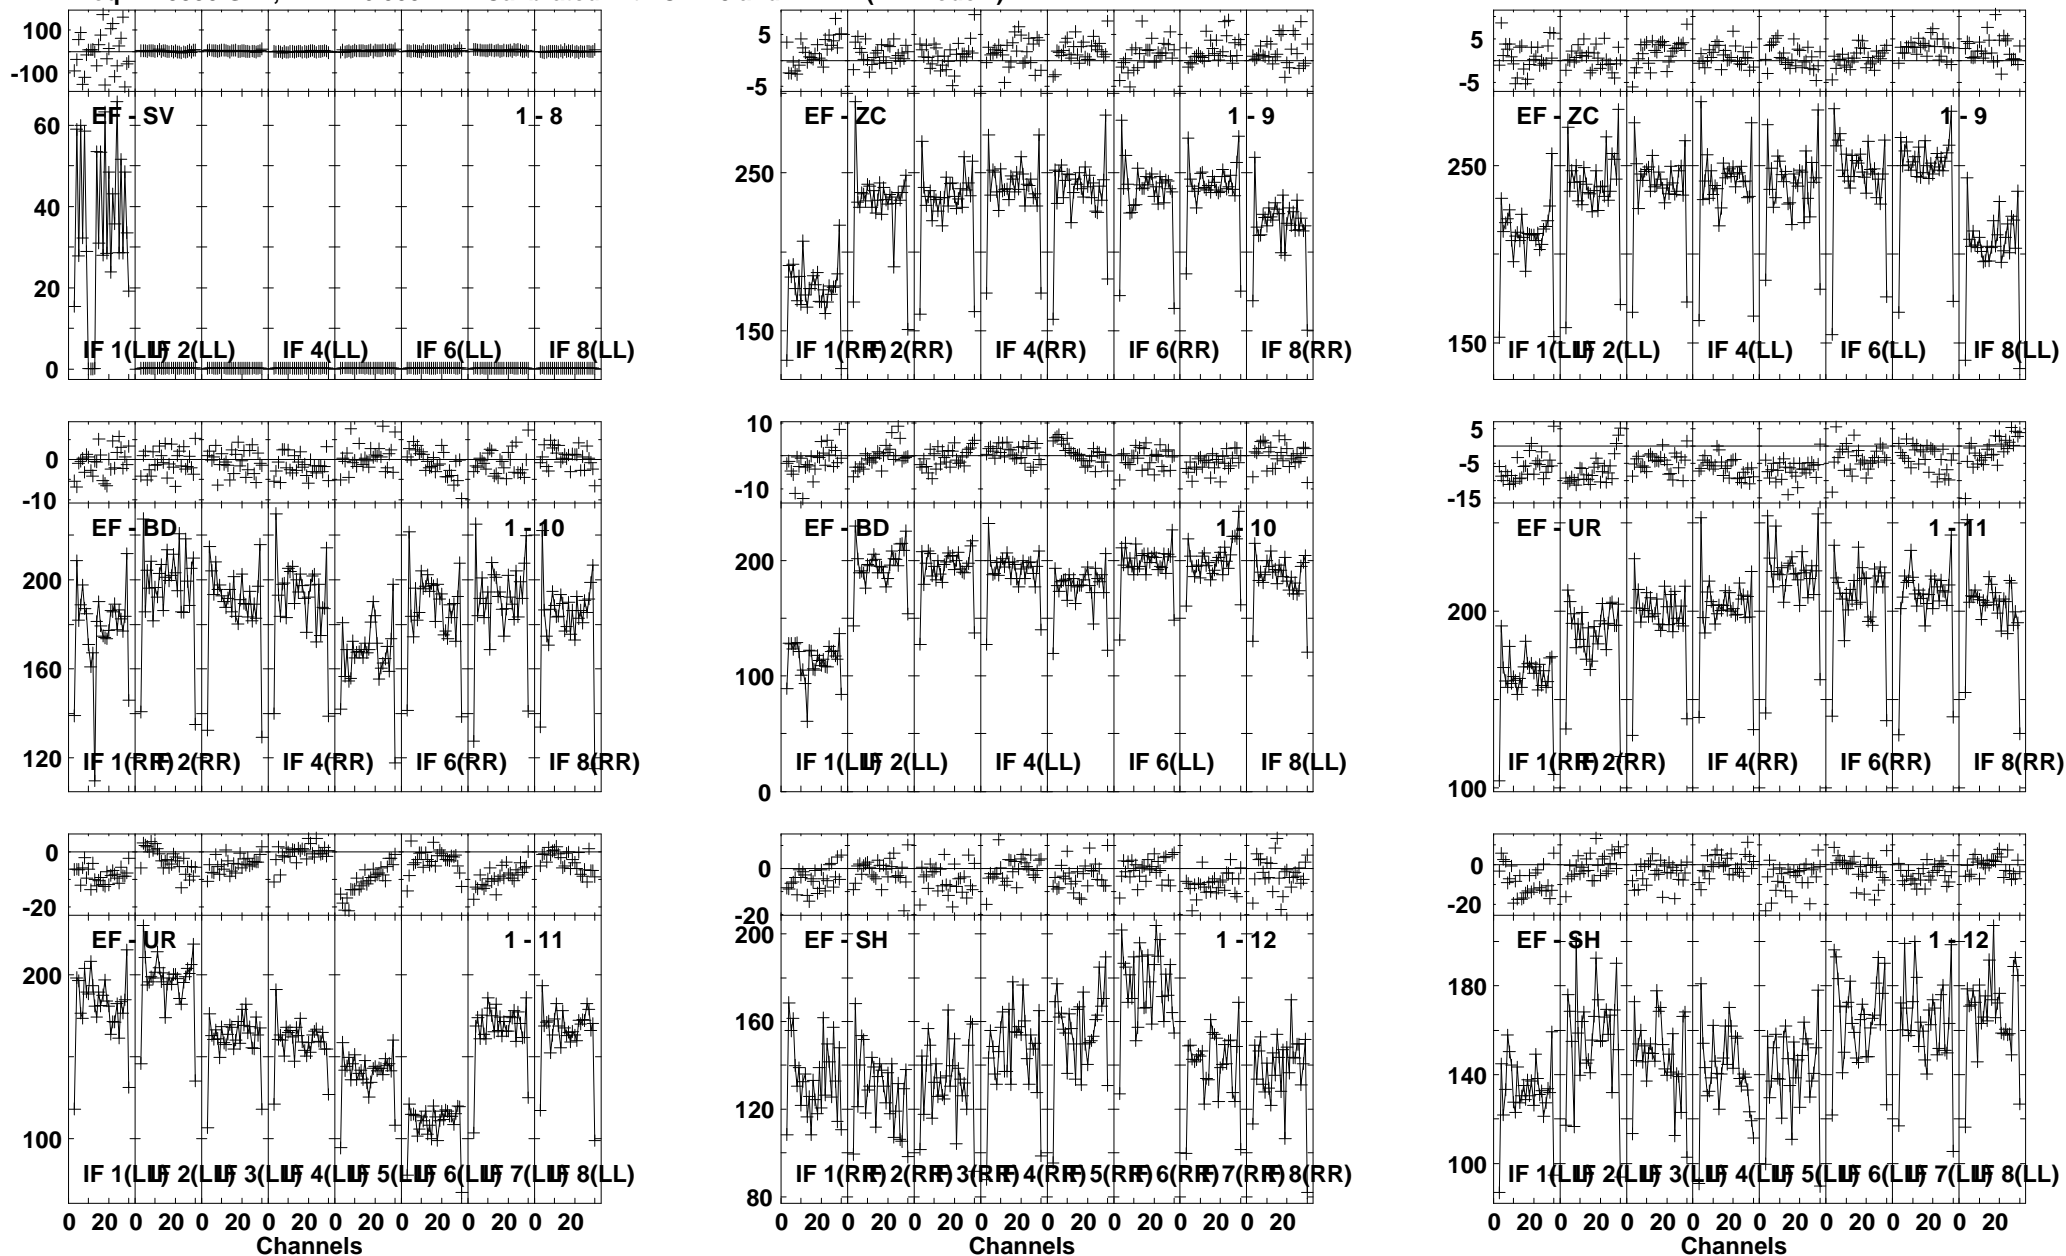 100
-100
60
40
20
0
EF - SV 1 - 8
IF 1(LL) IF 2(LL) IF 4(LL) IF 6(LL) IF 8(LL)
5
-5
250
150
EF - ZC 1 - 9
IF 1(RR) IF 2(RR) IF 4(RR) IF 6(RR) IF 8(RR)
5
-5
250
150
EF - ZC 1 - 9
IF 1(LL) IF 2(LL) IF 4(LL) IF 6(LL) IF 8(LL)
0
-10
200
160
120
EF - BD 1 - 10
IF 1(RR) IF 2(RR) IF 4(RR) IF 6(RR) IF 8(RR)
10
-10
200
100
0
EF - BD 1 - 10
IF 1(LL) IF 2(LL) IF 4(LL) IF 6(LL) IF 8(LL)
5
-5
-15
200
100
EF - UR 1 - 11
IF 1(RR) IF 2(RR) IF 4(RR) IF 6(RR) IF 8(RR)
0
-20
200
100
EF - UR 1 - 11
IF 1(LL) IF 2(LL) IF 3(LL) IF 4(LL) IF 5(LL) IF 6(LL) IF 7(LL) IF 8(LL)
0 20 0 20 0 20 0 20 0 20 0 20 0 20 0 20
Channels
0
-20
200
160
120
80
EF - SH 1 - 12
IF 1(RR) IF 2(RR) IF 3(RR) IF 4(RR) IF 5(RR) IF 6(RR) IF 7(RR) IF 8(RR)
0 20 0 20 0 20 0 20 0 20 0 20 0 20 0 20
Channels
0
-20
180
140
100
EF - SH 1 - 12
IF 1(LL) IF 2(LL) IF 3(LL) IF 4(LL) IF 5(LL) IF 6(LL) IF 7(LL) IF 8(LL)
0 20 0 20 0 20 0 20 0 20 0 20 0 20 0 20
Channels